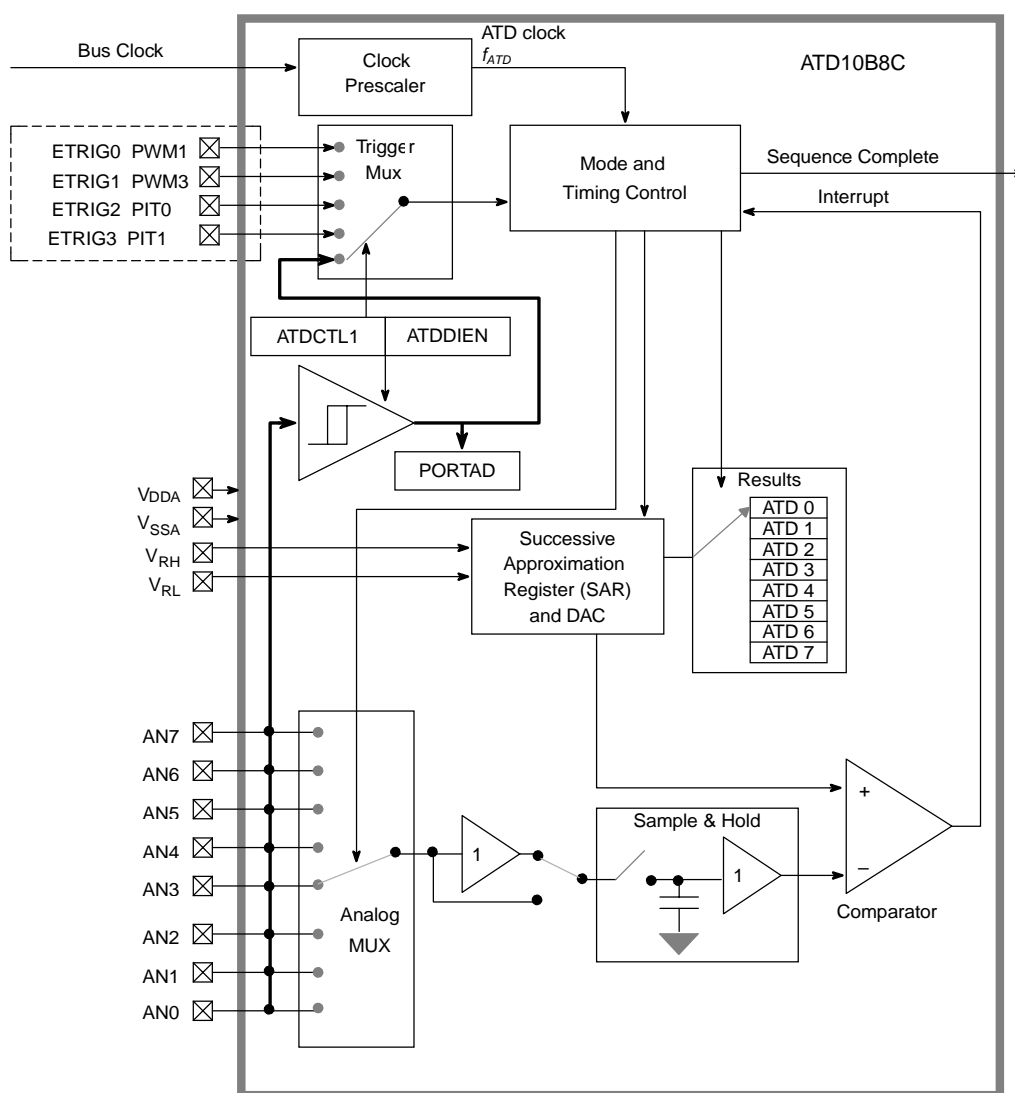 Bus Clock
Clock
Prescaler
ATD clock
fATD
ATD10B8C
ETRIG0 PWM1
ETRIG1 PWM3
ETRIG2 PIT0
ETRIG3 PIT1
Trigger
Mux
Mode and
Timing Control
Sequence Complete
Interrupt
ATDCTL1
ATDDIEN
PORTAD
VDDA
VSSA
VRH
VRL
Successive
Approximation
Register (SAR)
and DAC
Results
ATD 0
ATD 1
ATD 2
ATD 3
ATD 4
ATD 5
ATD 6
ATD 7
AN7
AN6
AN5
AN4
AN3
AN2
AN1
AN0
Analog
MUX
1
Sample & Hold
1
+
−
Comparator